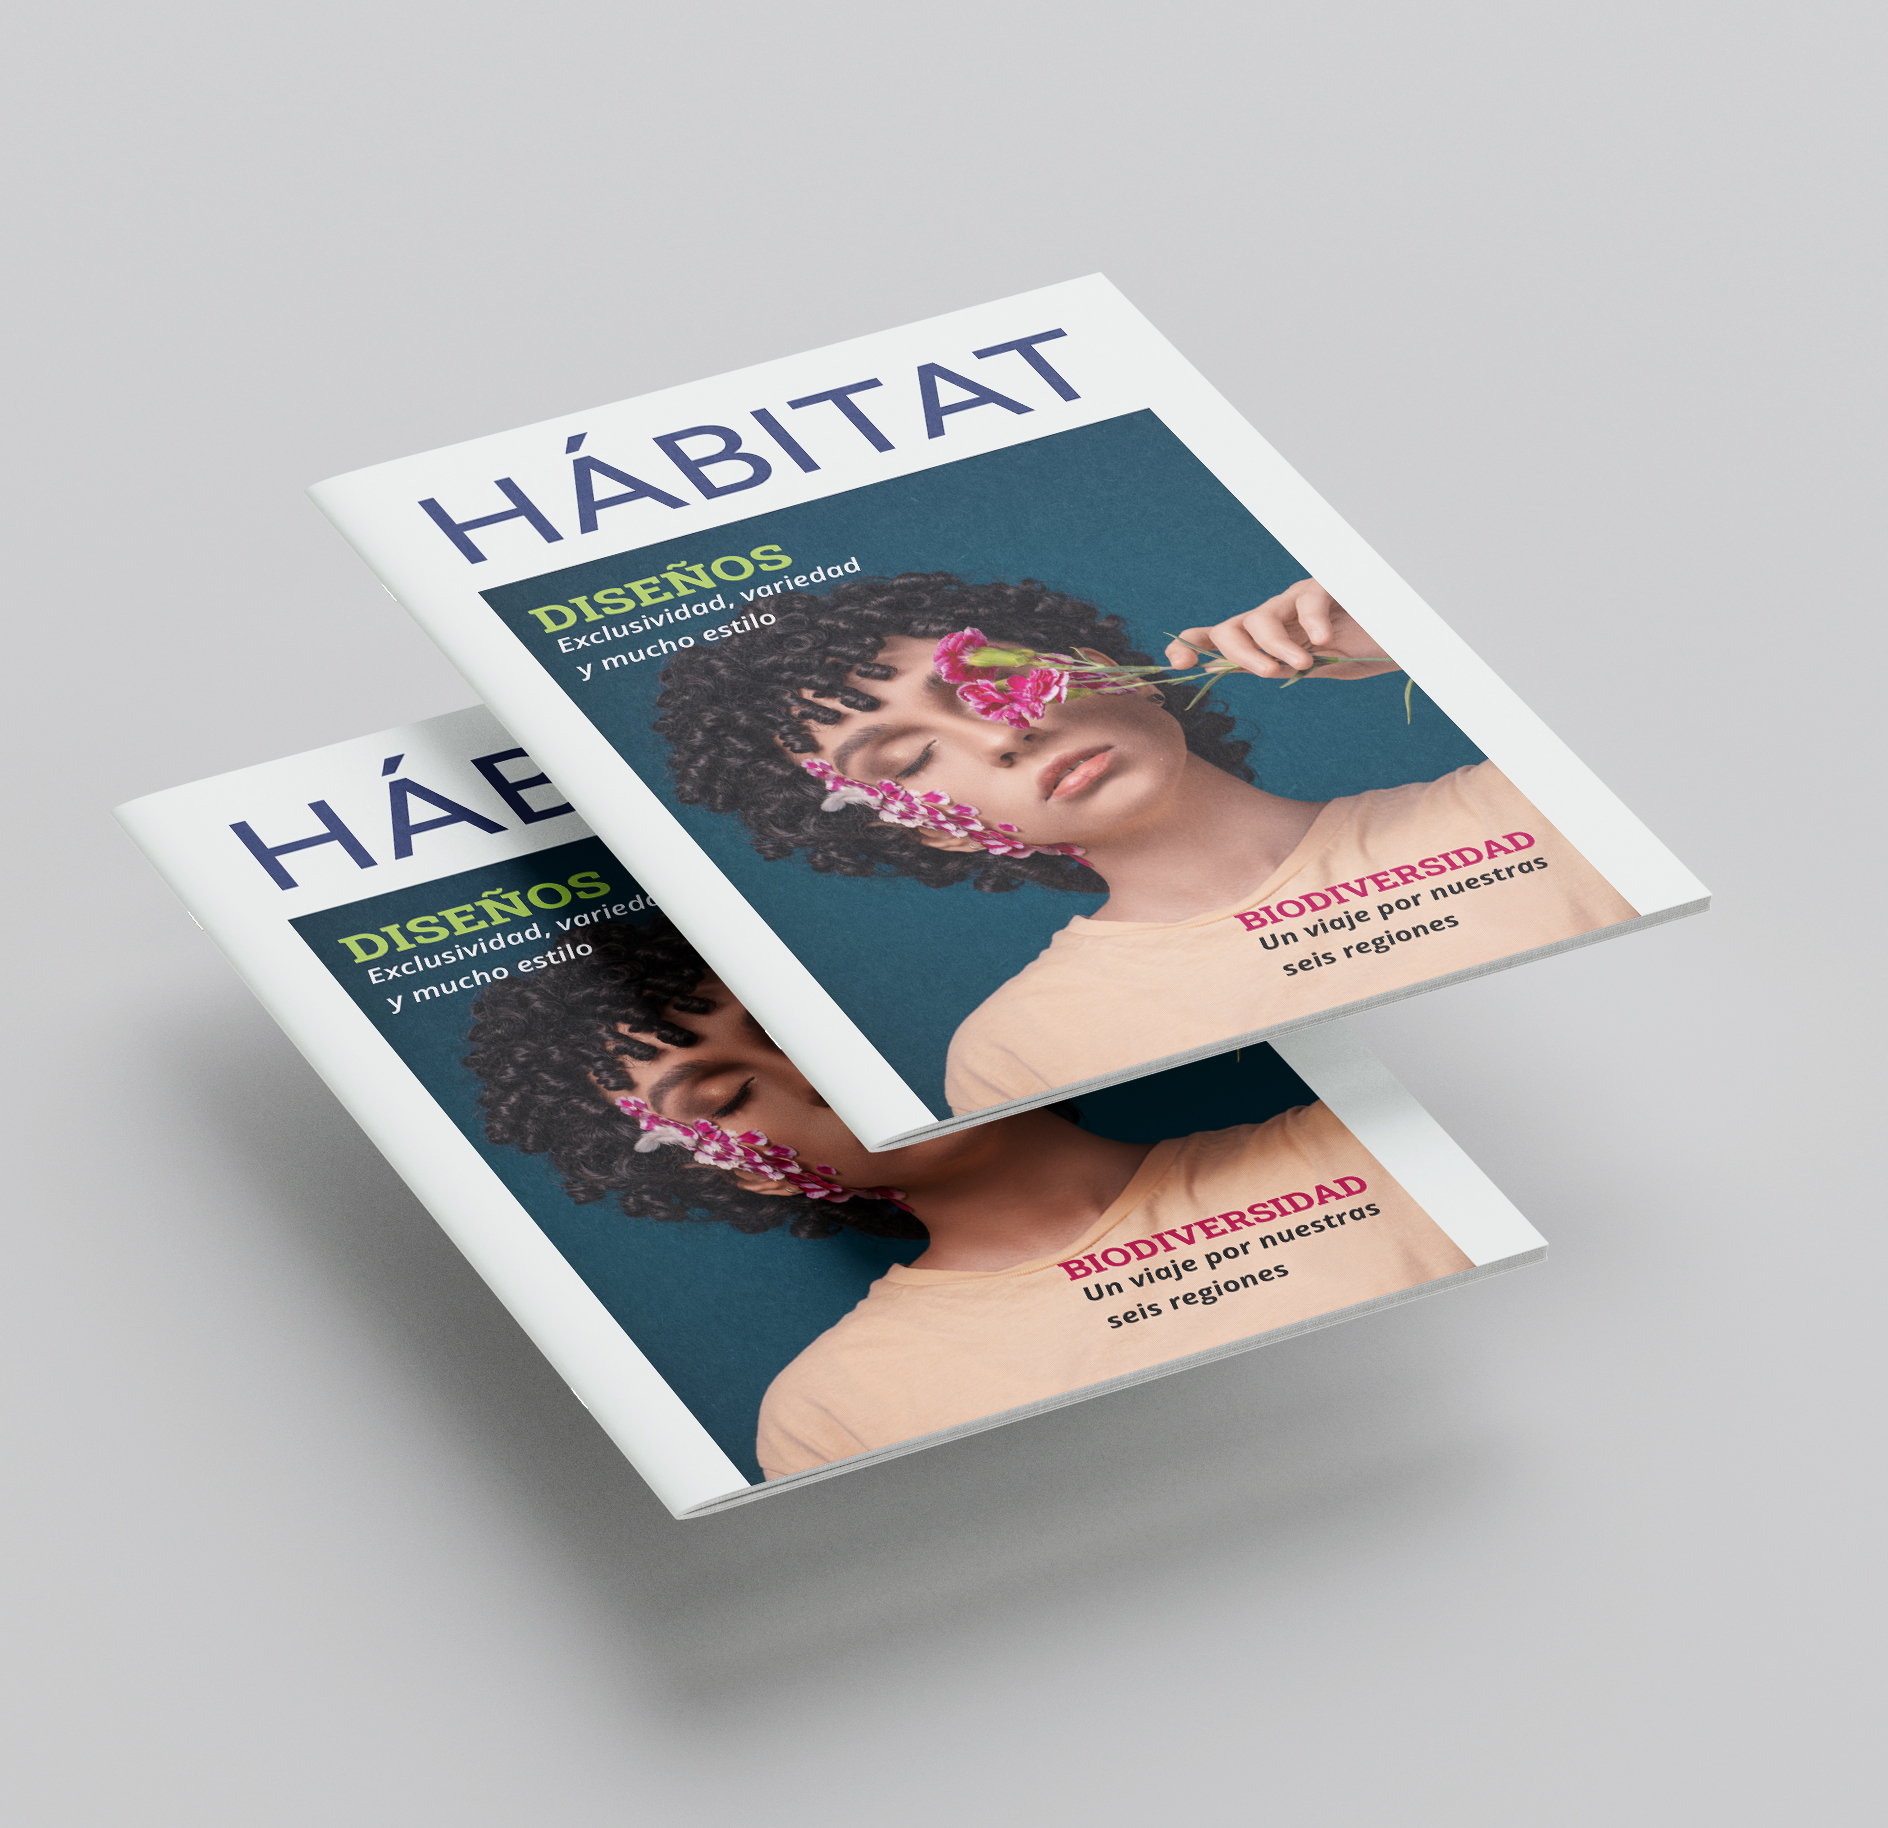 HÁBITAT
DISEÑOS
Exclusividad, variedad
y mucho estilo
BIODIVERSIDAD
Un viaje por nuestras
seis regiones
HÁB
DISEÑOS
Exclusividad,
y mucho estilo
BIODIVERSIDAD
Un viaje por nuestras
seis regiones